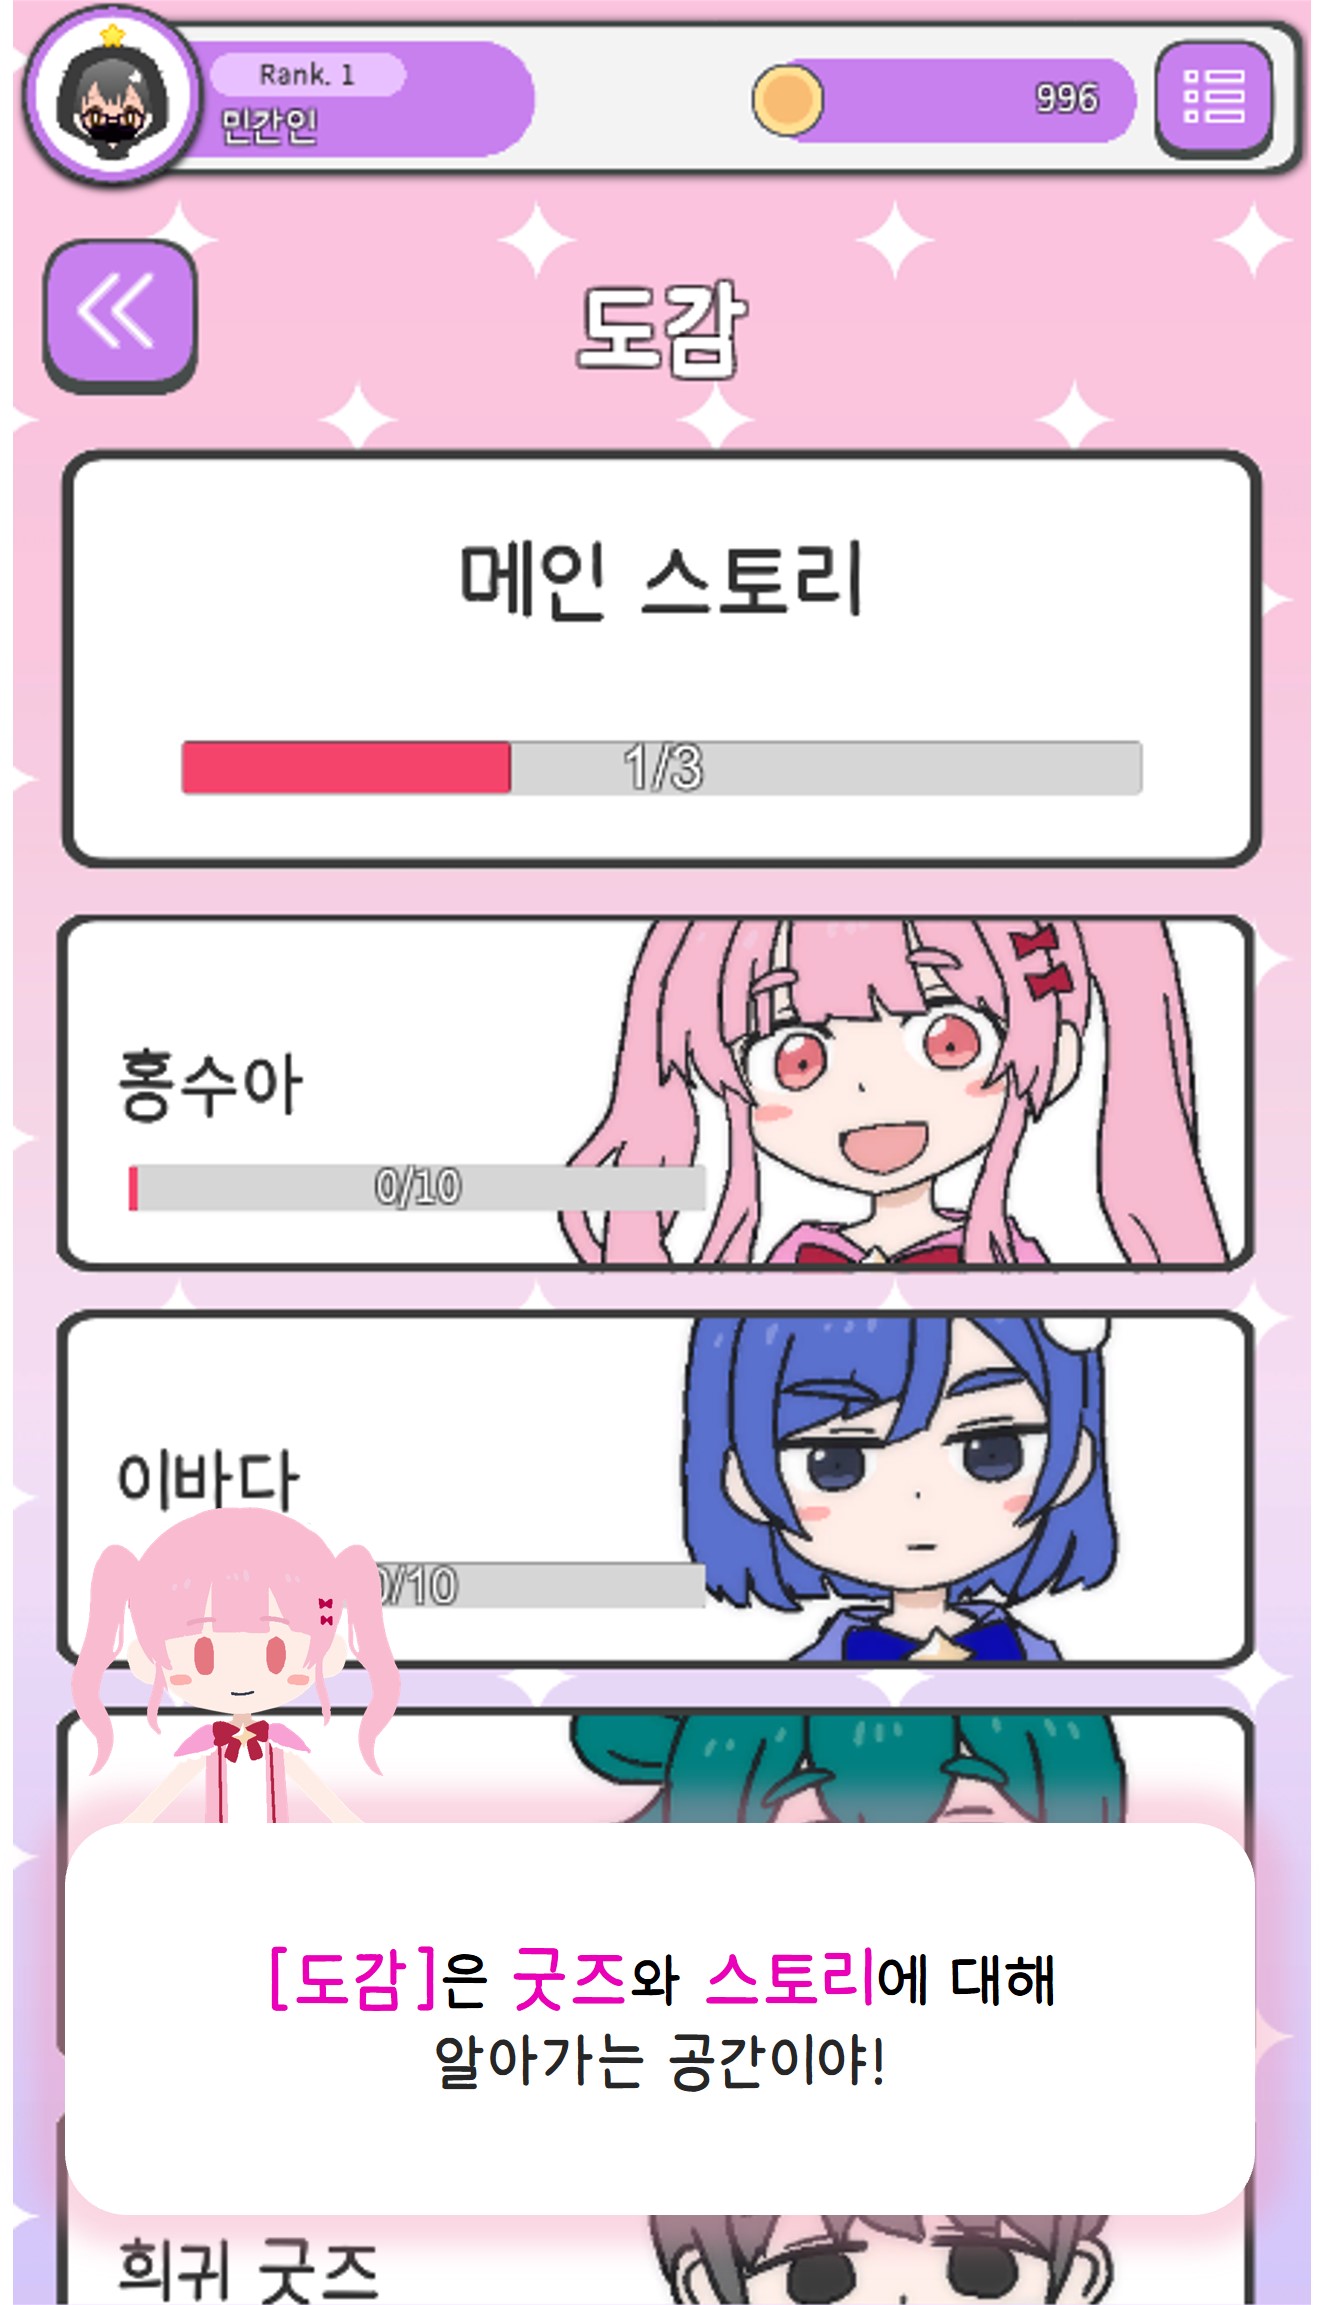 Rank. 1
민간인
996
도감
메인 스토리
1/3
홍수아
0/10
이바다
0/10
[도감]은 굿즈와 스토리에 대해
알아가는 공간이야!
희귀 굿즈